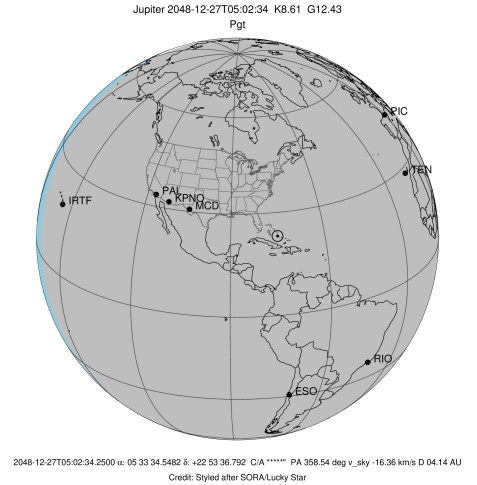 Jupiter 2048-12-27T05:02:34  K8.61  G12.43
Pgt
PIC
TEN
PAL
KPNO
IRTF
MCD
RIO
ESO
2048-12-27T05:02:34.2500 α: 05 33 34.5482 δ: +22 53 36.792  C/A *****"  PA 358.54 deg v_sky -16.36 km/s D 04.14 AU
Credit: Styled after SORA/Lucky Star